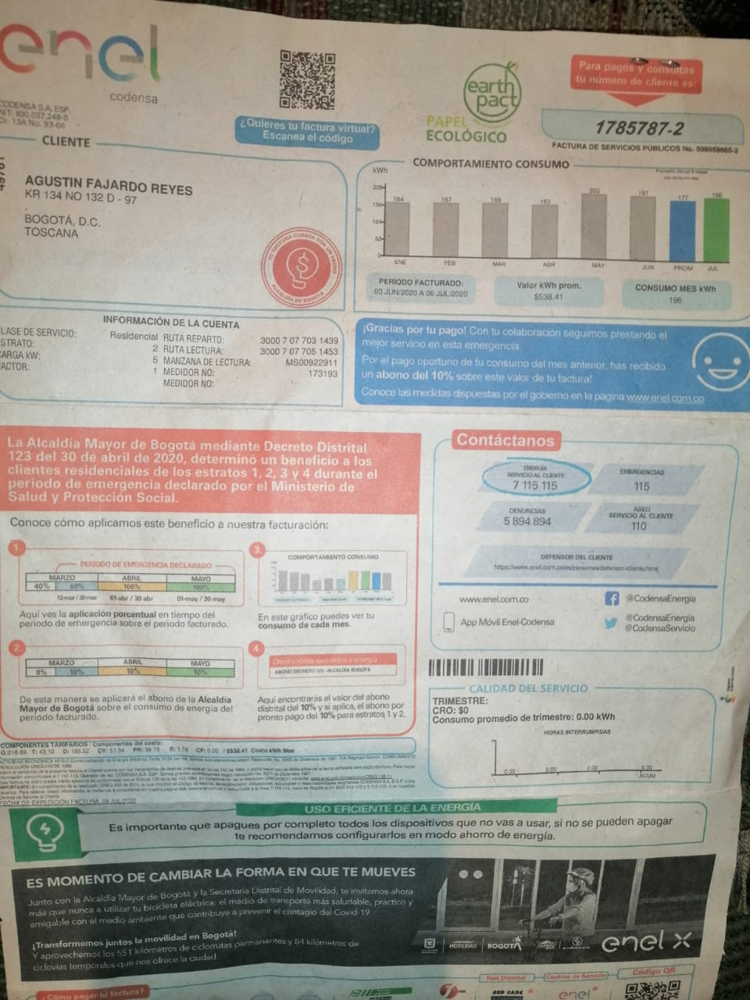 enel
codensa
CODENSA S.A. ESP.
NIT: 830.037.248-0
Cr. 13A No. 93-66
¿Quieres tu factura virtual?
Escanea el código
earth
pact
PAPEL
ECOLÓGICO
Para pagos y consultas
tu número de cliente es:
1785787-2
FACTURA DE SERVICIOS PÚBLICOS No. 598959865-2
CLIENTE
AGUSTIN FAJARDO REYES
KR 134 NO 132 D - 97
BOGOTÁ, D.C.
TOSCANA
TU FACTURA CUENTA CON UN ABONO
ALCALDÍA DE BOGOTÁ
COMPORTAMIENTO CONSUMO
kWh
208
156
104
52
0
164 167 169 163 200 197 177 196
ENE FEB MAR ABR MAY JUN PROM JUL
PERÍODO FACTURADO:
03 JUN/2020 A 06 JUL/2020
Valor kWh prom.
$538.41
CONSUMO MES kWh
196
INFORMACIÓN DE LA CUENTA
LASE DE SERVICIO: Residencial RUTA REPARTO: 3000 7 07 703 1439
STRATO: 2 RUTA LECTURA: 3000 7 07 705 1453
CARGA kW: 5 MANZANA DE LECTURA: MS00922911
ACTOR: 1 MEDIDOR NO: 173193
MEDIDOR NO:
¡Gracias por tu pago! Con tu colaboración seguimos prestando el
mejor servicio en esta emergencia.
Por el pago oportuno de tu consumo del mes anterior, has recibido
un abono del 10% sobre este valor de tu factura!
Conoce las medidas dispuestas por el gobierno en la página www.enel.com.co
La Alcaldía Mayor de Bogotá mediante Decreto Distrital
123 del 30 de abril de 2020, determinó un beneficio a los
clientes residenciales de los estratos 1, 2, 3 y 4 durante el
periodo de emergencia declarado por el Ministerio de
Salud y Protección Social.
Conoce cómo aplicamos este beneficio a nuestra facturación:
1.
PERIODO DE EMERGENCIA DECLARADO
MARZO ABRIL MAYO
40% 60% 100% 100%
12-mar / 30 mar 01-abr / 30 abr 01-may / 30 may
Aquí ves la aplicación porcentual en tiempo del
periodo de emergencia sobre el periodo facturado.
3.
COMPORTAMIENTO CONSUMO
En este gráfico puedes ver tu
consumo de cada mes.
2.
MARZO ABRIL MAYO
0% 10% 10% 10%
De esta manera se aplicará el abono de la Alcaldía
Mayor de Bogotá sobre el consumo de energía del
período facturado.
4.
Otros cobros asociados a energía
ABONO DECRETO 123 - ALCALDÍA BOGOTÁ
Aquí encontrarás el valor del abono
distrital del 10% y si aplica, el abono por
pronto pago del 10% para estratos 1 y 2.
Contáctanos
ENERGÍA
SERVICIO AL CLIENTE
7 115 115
EMERGENCIAS
115
DENUNCIAS
5 894 894
ASEO
SERVICIO AL CLIENTE
110
DEFENSOR DEL CLIENTE
https://www.enel.com.co/es/personas/defensor-cliente.html
www.enel.com.co
@CodensaEnergia
App Móvil Enel-Codensa
@CodensaEnergia
@CodensaServicio
CALIDAD DEL SERVICIO
TRIMESTRE:
CRO: $0
Consumo promedio de trimestre: 0.00 kWh
HORAS INTERRUMPIDAS
0.00 0.00 0.00 0.00
ACUM
COMPONENTES TARIFARIOS / Componentes del costo:
G:216.69 T: 43.10 D: 185.52 CV: 51.54 PR: 39.79 R: 1.76 CF: 0.00 / $538.41 Costo kWh Mes
FECHA DE EXPEDICIÓN FACTURA: 09 JUL/2020
USO EFICIENTE DE LA ENERGÍA
Es importante que apagues por completo todos los dispositivos que no vas a usar, si no se pueden apagar
te recomendamos configurarlos en modo ahorro de energía.
ES MOMENTO DE CAMBIAR LA FORMA EN QUE TE MUEVES
Junto con la Alcaldía Mayor de Bogotá y la Secretaría Distrital de Movilidad, te invitamos ahora
más que nunca a utilizar tu bicicleta eléctrica: el medio de transporte más saludable, práctico y
amigable con el medio ambiente que contribuye a prevenir el contagio del Covid-19.
¡Transformemos juntos la movilidad en Bogotá!
Y aprovechemos los 551 kilómetros de ciclorrutas permanentes y 84 kilómetros de
ciclovías temporales que nos ofrece la ciudad.
MOVILIDAD
BOGOTÁ
enel x
¿Cómo pagar tu factura?
Red Distrital
Centros de Servicio
Código QR
RED CADE
enel